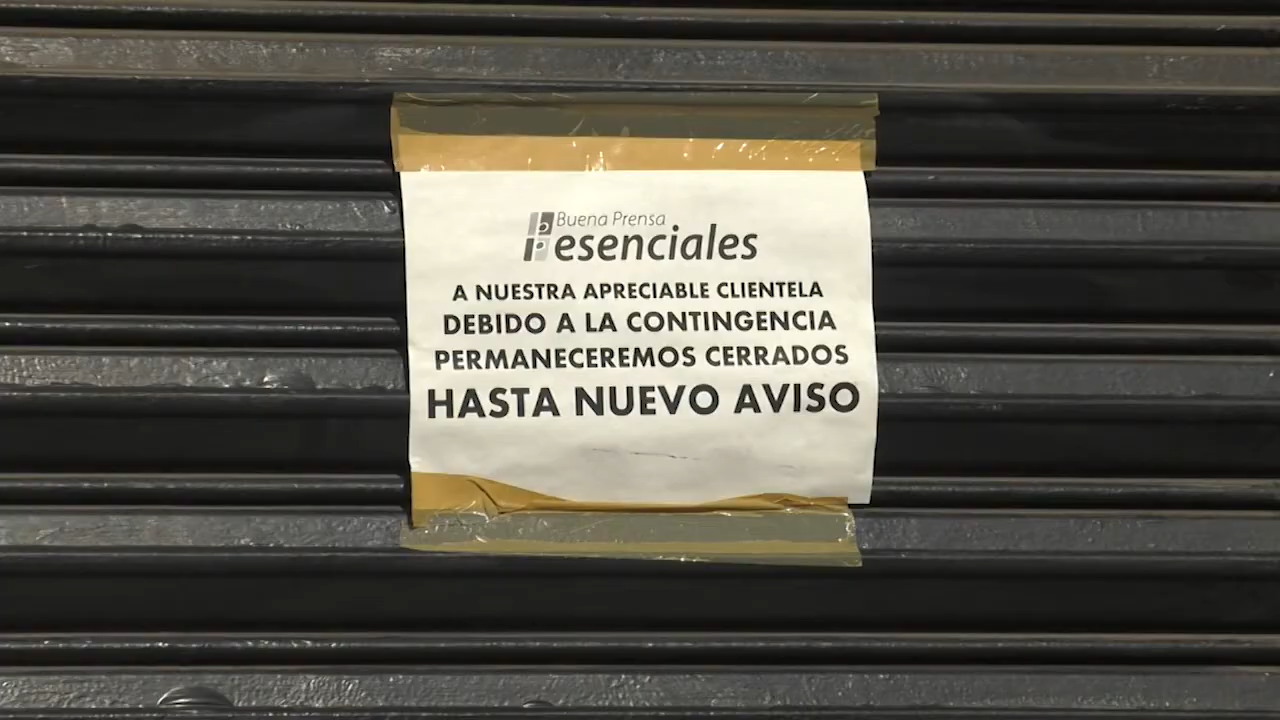 Buena Prensa
esenciales
A NUESTRA APRECIABLE CLIENTELA
DEBIDO A LA CONTINGENCIA
PERMANECEREMOS CERRADOS
HASTA NUEVO AVISO